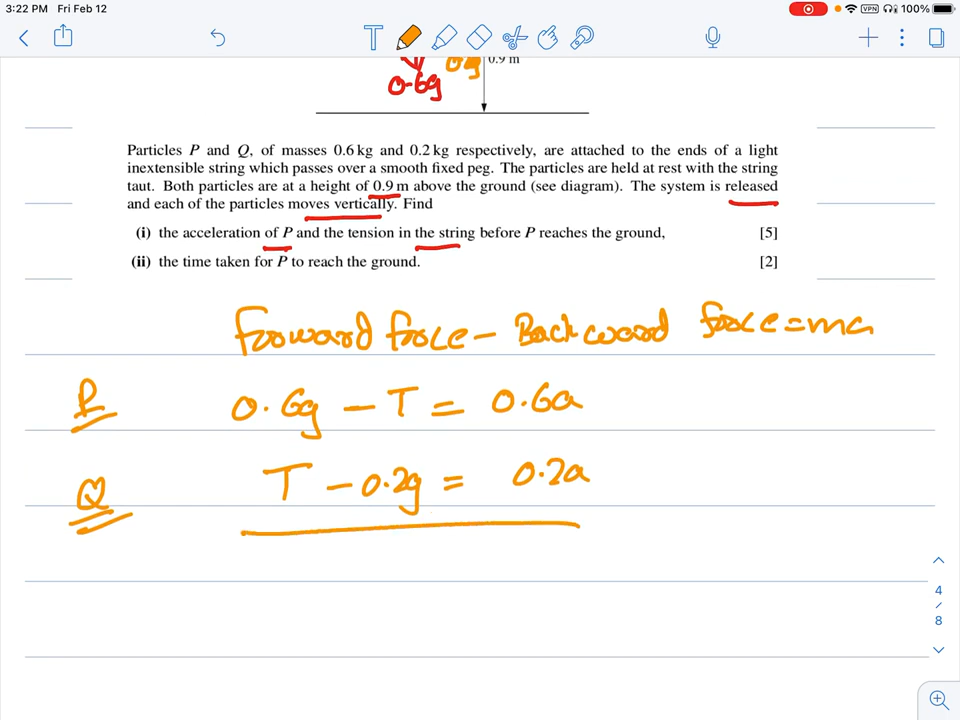 3:22 PM Fri Feb 12
VPN 100%
T
0.6g 0.9 m
Particles P and Q, of masses 0.6 kg and 0.2 kg respectively, are attached to the ends of a light
inextensible string which passes over a smooth fixed peg. The particles are held at rest with the string
taut. Both particles are at a height of 0.9 m above the ground (see diagram). The system is released
and each of the particles moves vertically. Find
(i) the acceleration of P and the tension in the string before P reaches the ground, [5]
(ii) the time taken for P to reach the ground. [2]
Forward force - Backward force = ma
P 0.6g - T = 0.6a
Q T - 0.2g = 0.2a
4
/
8